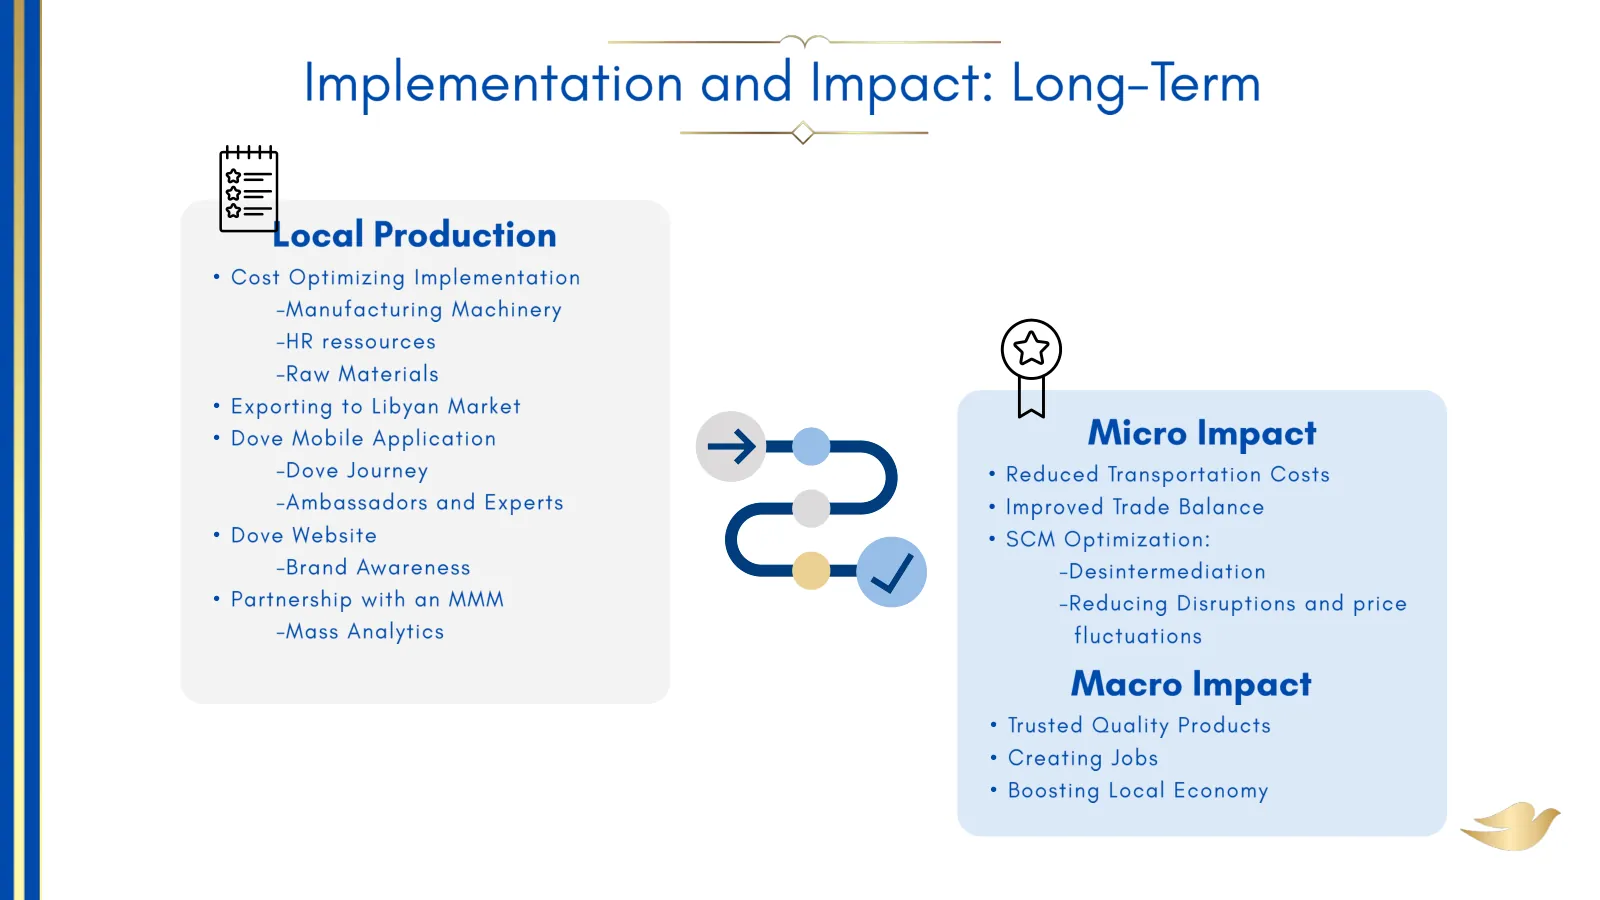 Implementation and Impact: Long-Term
Local Production
• Cost Optimizing Implementation
-Manufacturing Machinery
-HR ressources
-Raw Materials
• Exporting to Libyan Market
• Dove Mobile Application
-Dove Journey
-Ambassadors and Experts
• Dove Website
-Brand Awareness
• Partnership with an MMM
-Mass Analytics
Micro Impact
• Reduced Transportation Costs
• Improved Trade Balance
• SCM Optimization:
-Desintermediation
-Reducing Disruptions and price
fluctuations
Macro Impact
• Trusted Quality Products
• Creating Jobs
• Boosting Local Economy